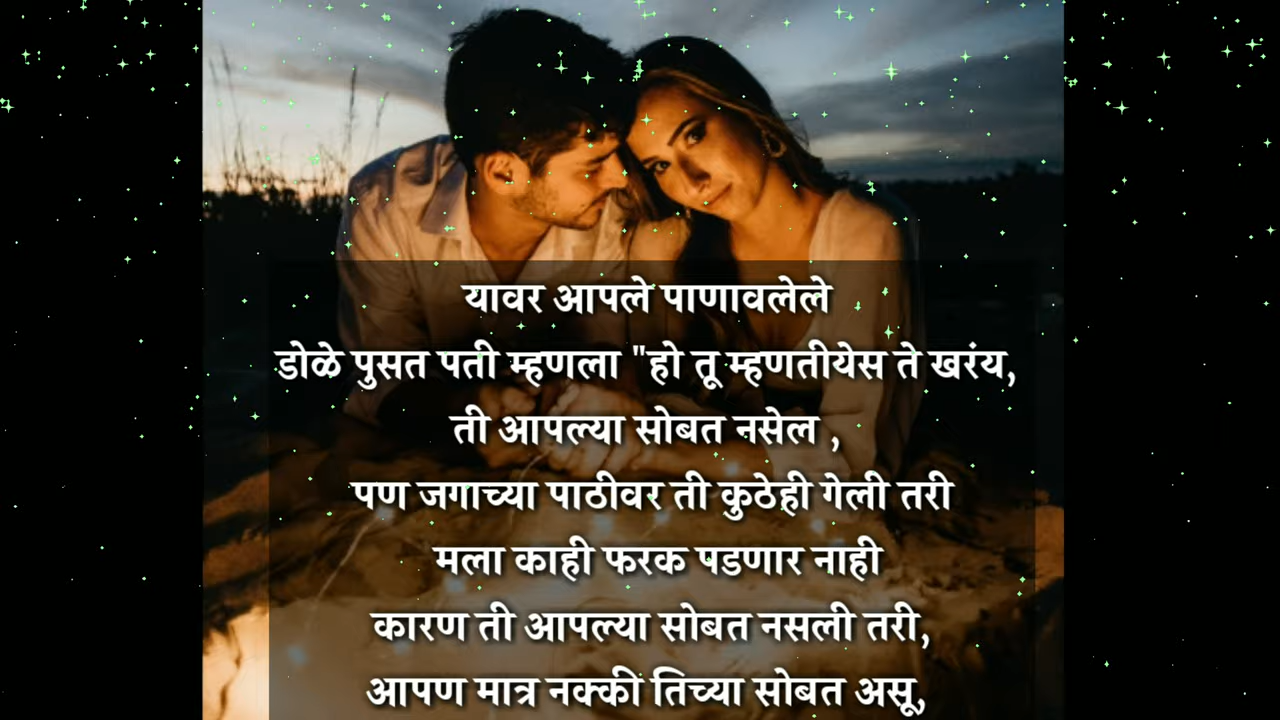 यावर आपले पाणावलेले
डोळे पुसत पती म्हणला "हो तू म्हणतीयेस ते खरंय,
ती आपल्या सोबत नसेल ,
पण जगाच्या पाठीवर ती कुठेही गेली तरी
मला काही फरक पडणार नाही
कारण ती आपल्या सोबत नसली तरी,
आपण मात्र नक्की तिच्या सोबत असू,